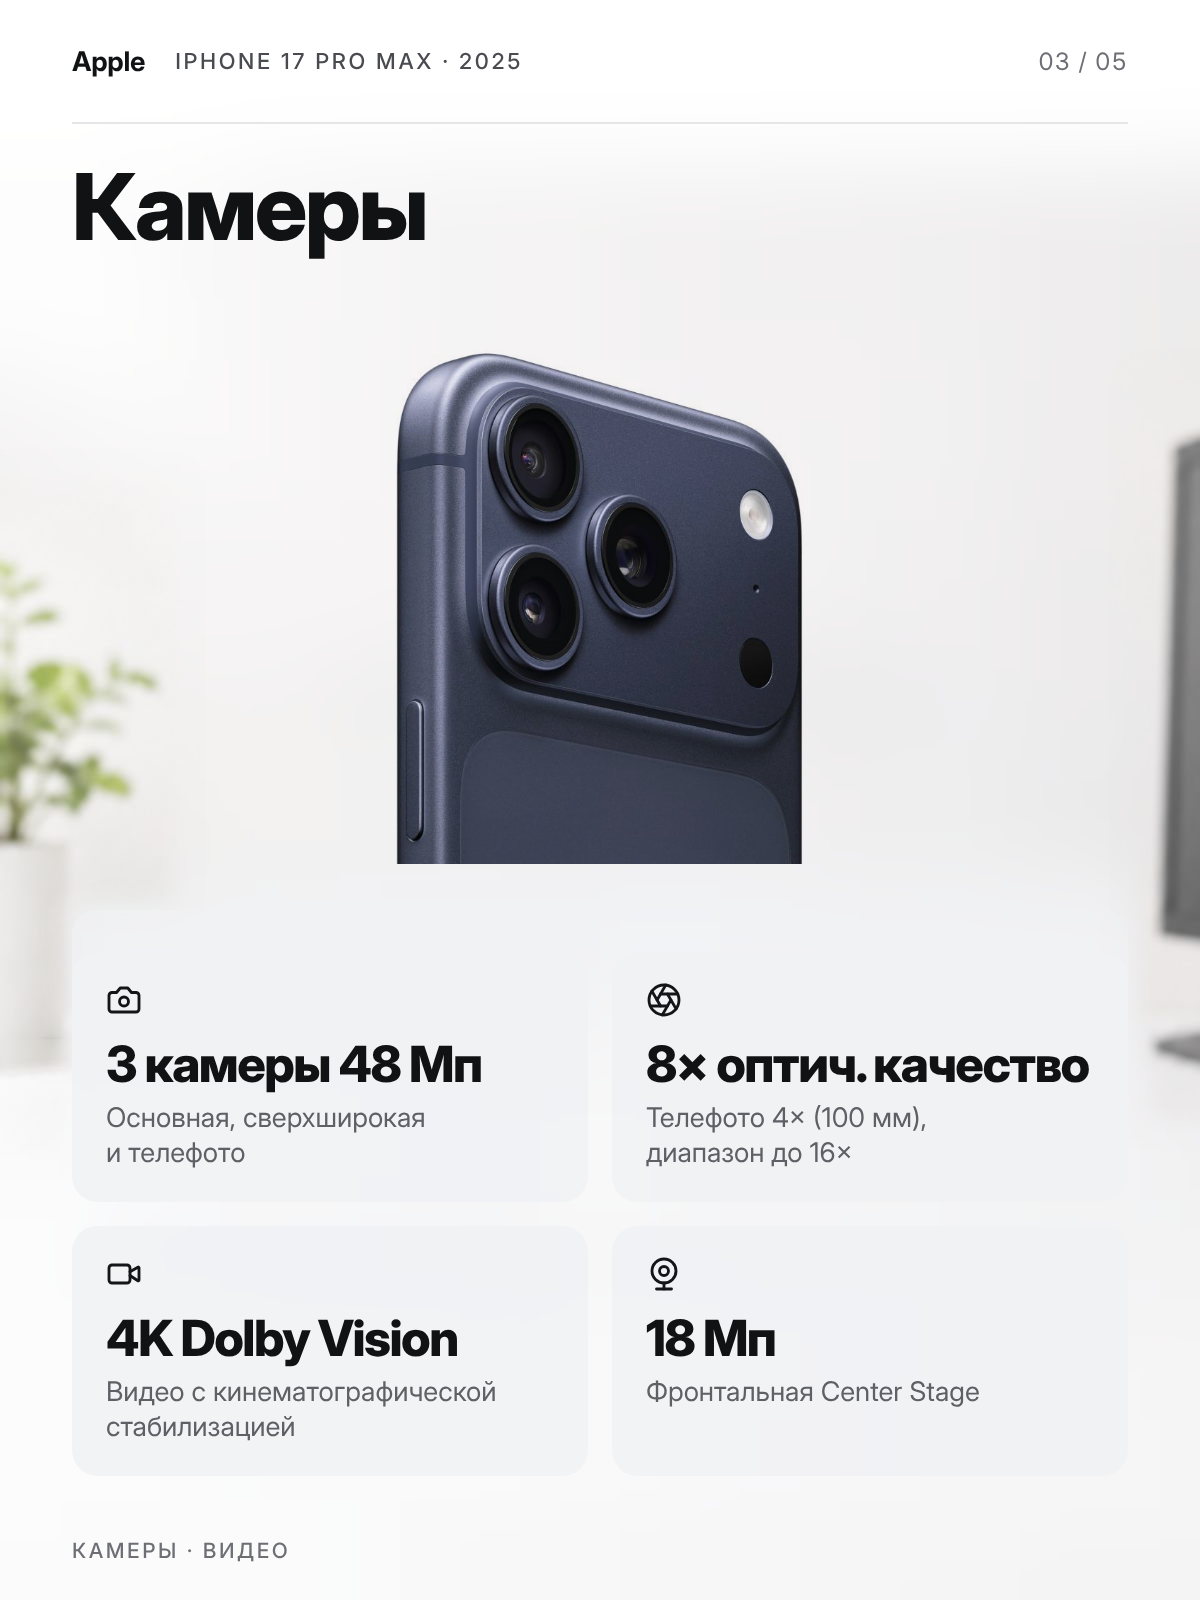 Apple IPHONE 17 PRO MAX · 2025 03 / 05
Камеры
3 камеры 48 Мп
Основная, сверхширокая
и телефото
8× оптич. качество
Телефото 4× (100 мм),
диапазон до 16×
4K Dolby Vision
Видео с кинематографической
стабилизацией
18 Мп
Фронтальная Center Stage
КАМЕРЫ · ВИДЕО